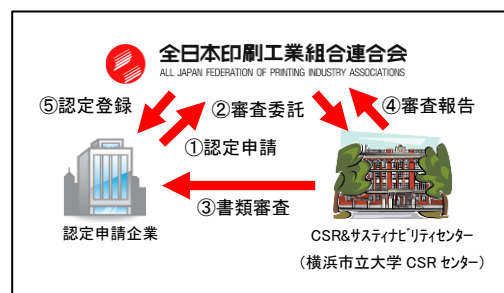 全日本印刷工業組合連合会
ALL JAPAN FEDERATION OF PRINTING INDUSTRY ASSOCIATIONS
⑤認定登録
②審査委託
④審査報告
①認定申請
③書類審査
認定申請企業
CSR&サスティナビリティセンター
(横浜市立大学 CSR センター)